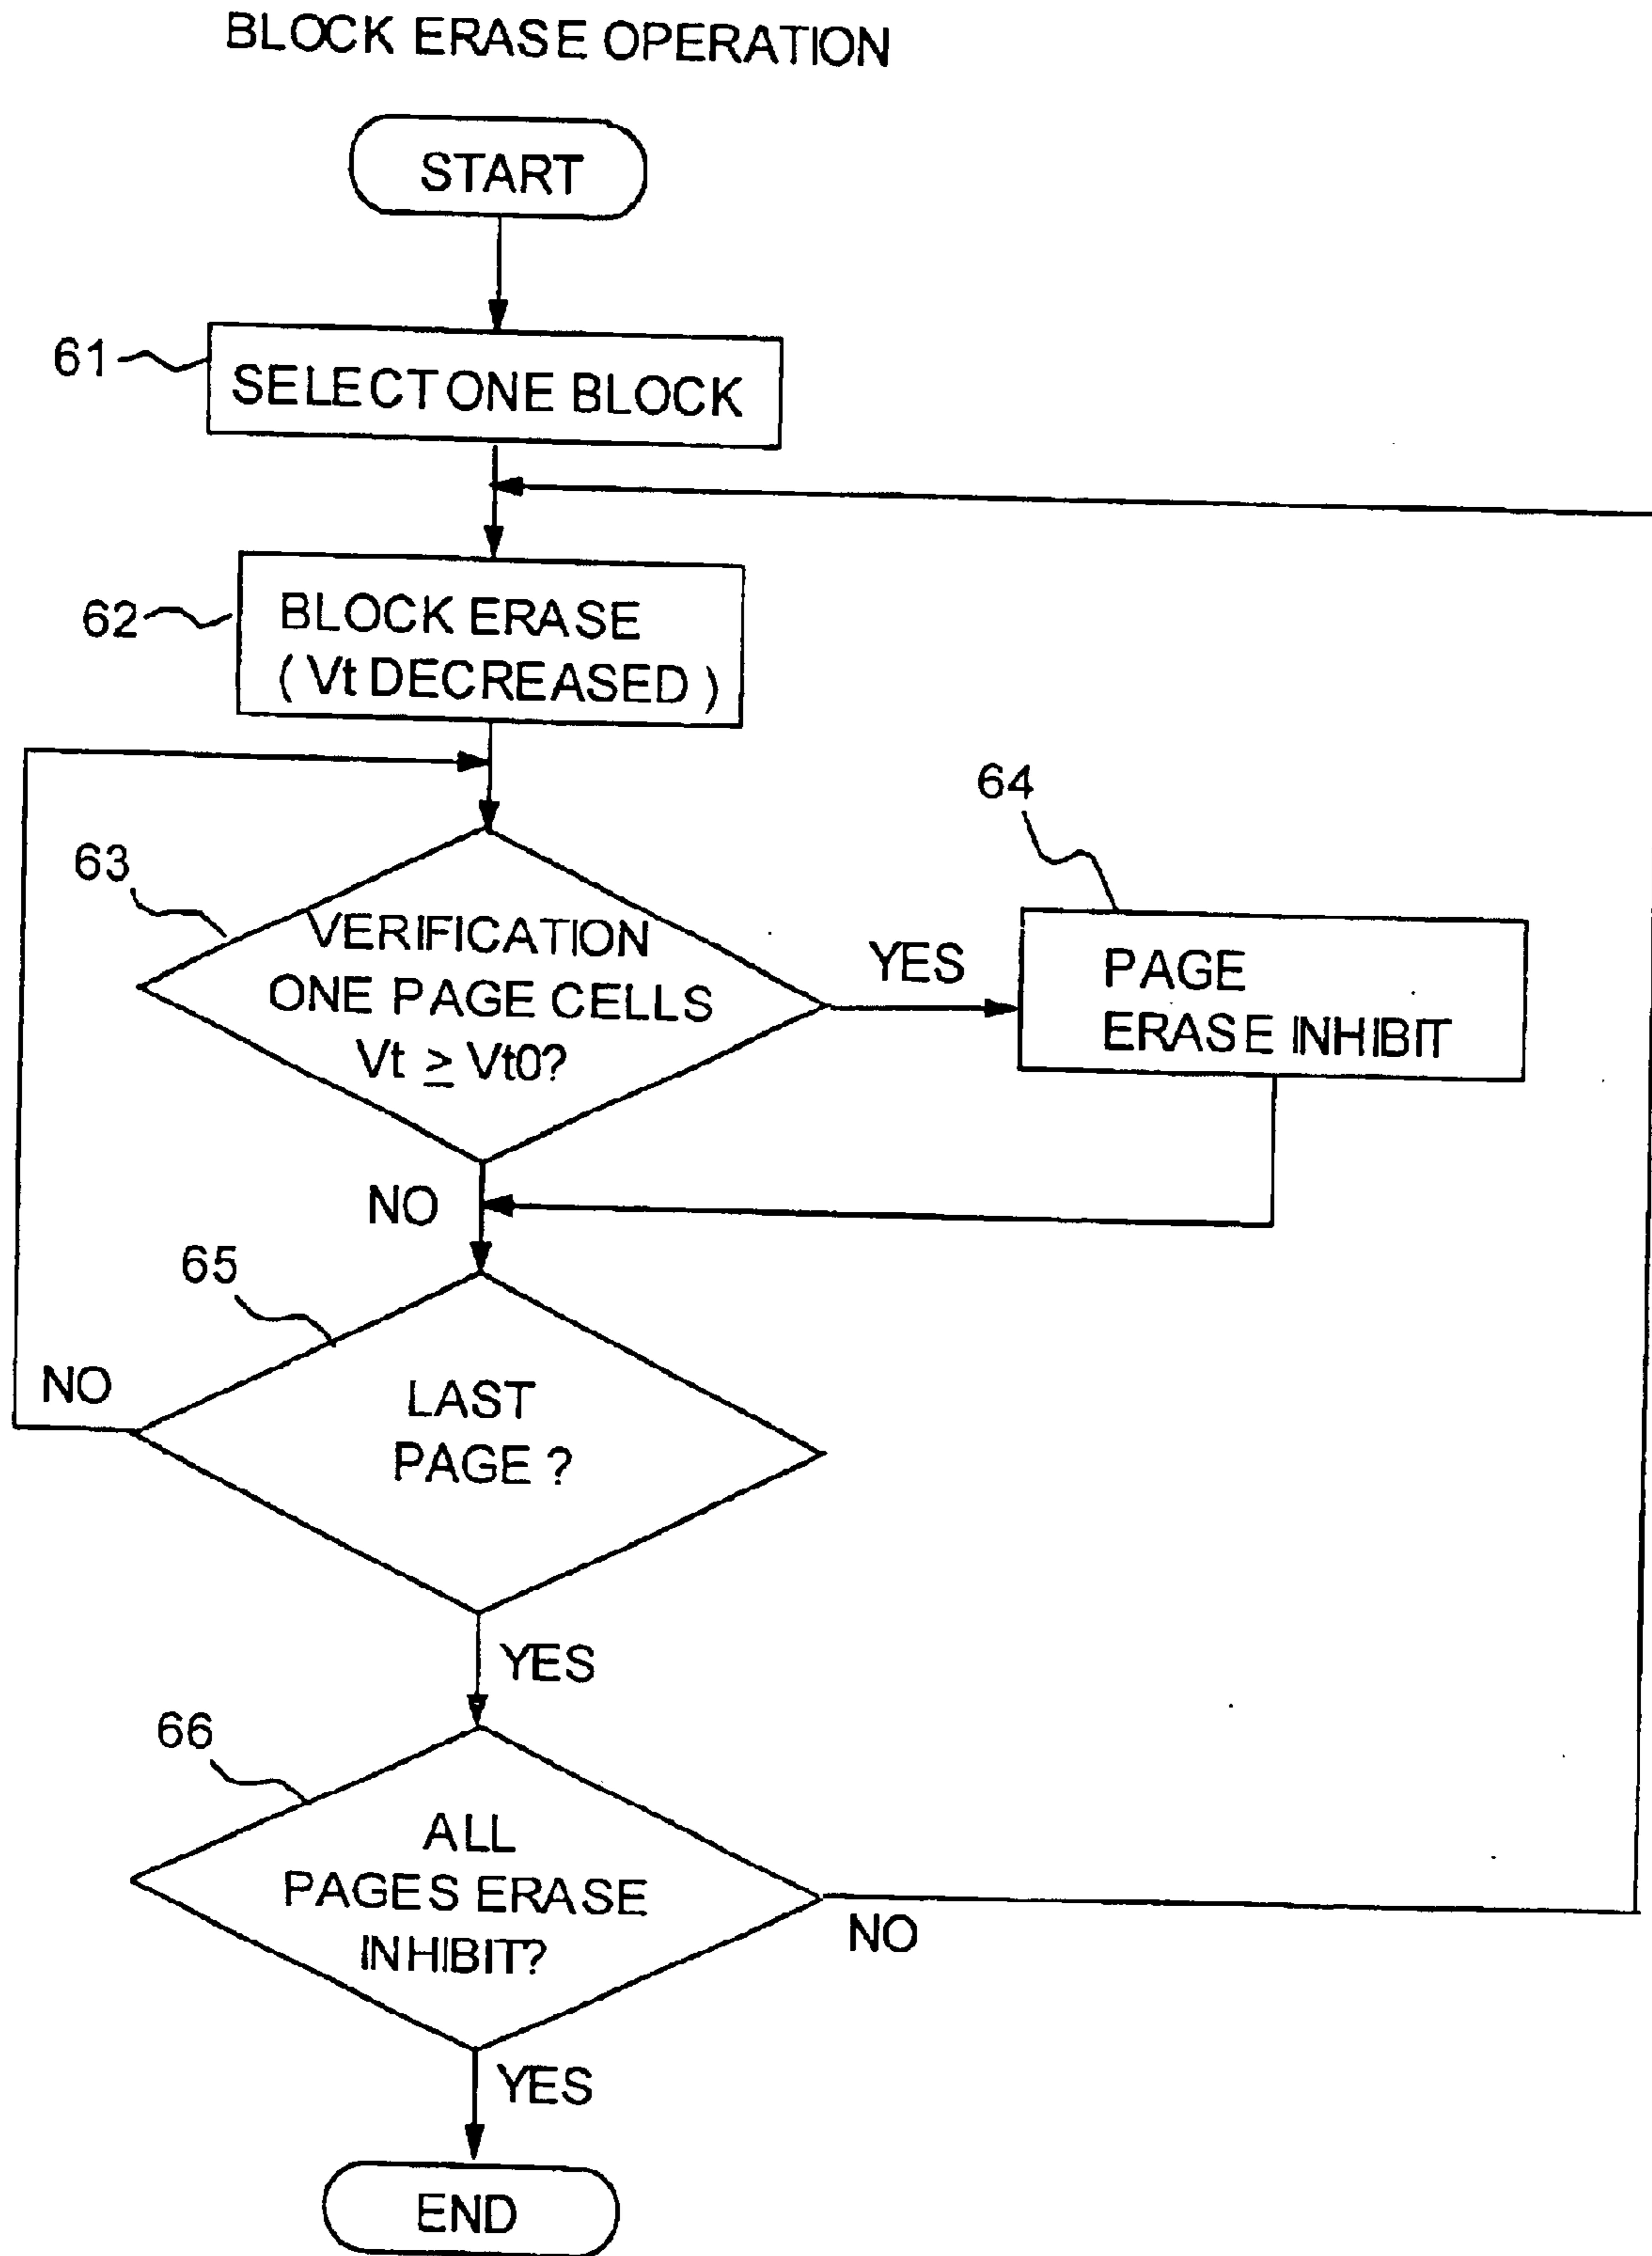 BLOCK ERASE OPERATION
START
61
SELECT ONE BLOCK
62
BLOCK ERASE
( Vt DECREASED )
63
VERIFICATION
ONE PAGE CELLS
Vt ≥ Vt0?
YES
64
PAGE
ERASE INHIBIT
NO
65
LAST
PAGE ?
NO
YES
66
ALL
PAGES ERASE
INHIBIT?
NO
YES
END